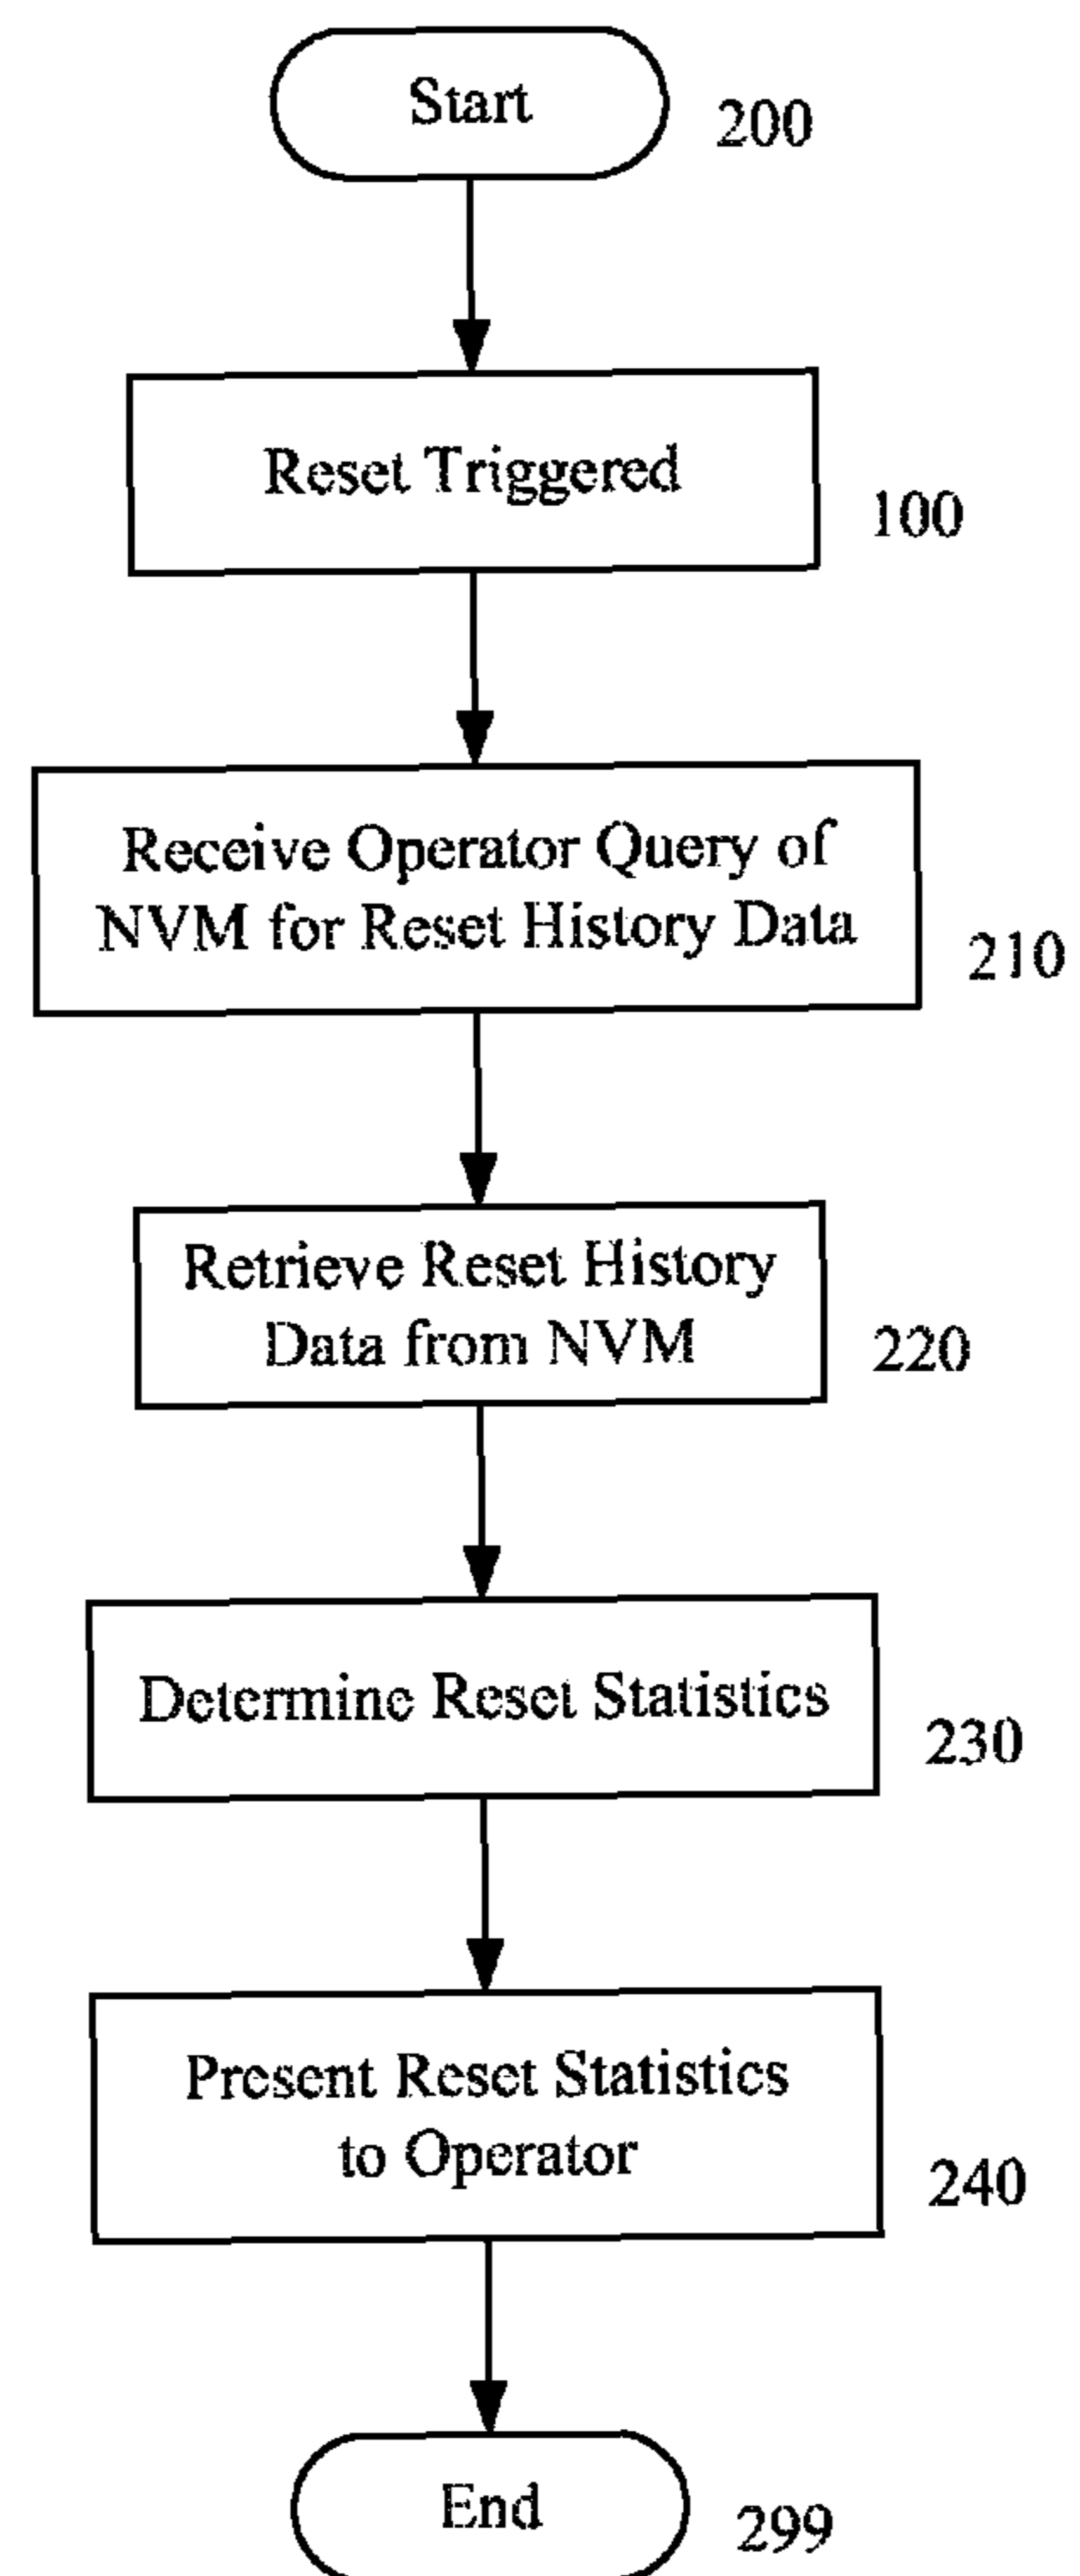 Start
200
Reset Triggered
100
Receive Operator Query of
NVM for Reset History Data
210
Retrieve Reset History
Data from NVM
220
Determine Reset Statistics
230
Present Reset Statistics
to Operator
240
End
299